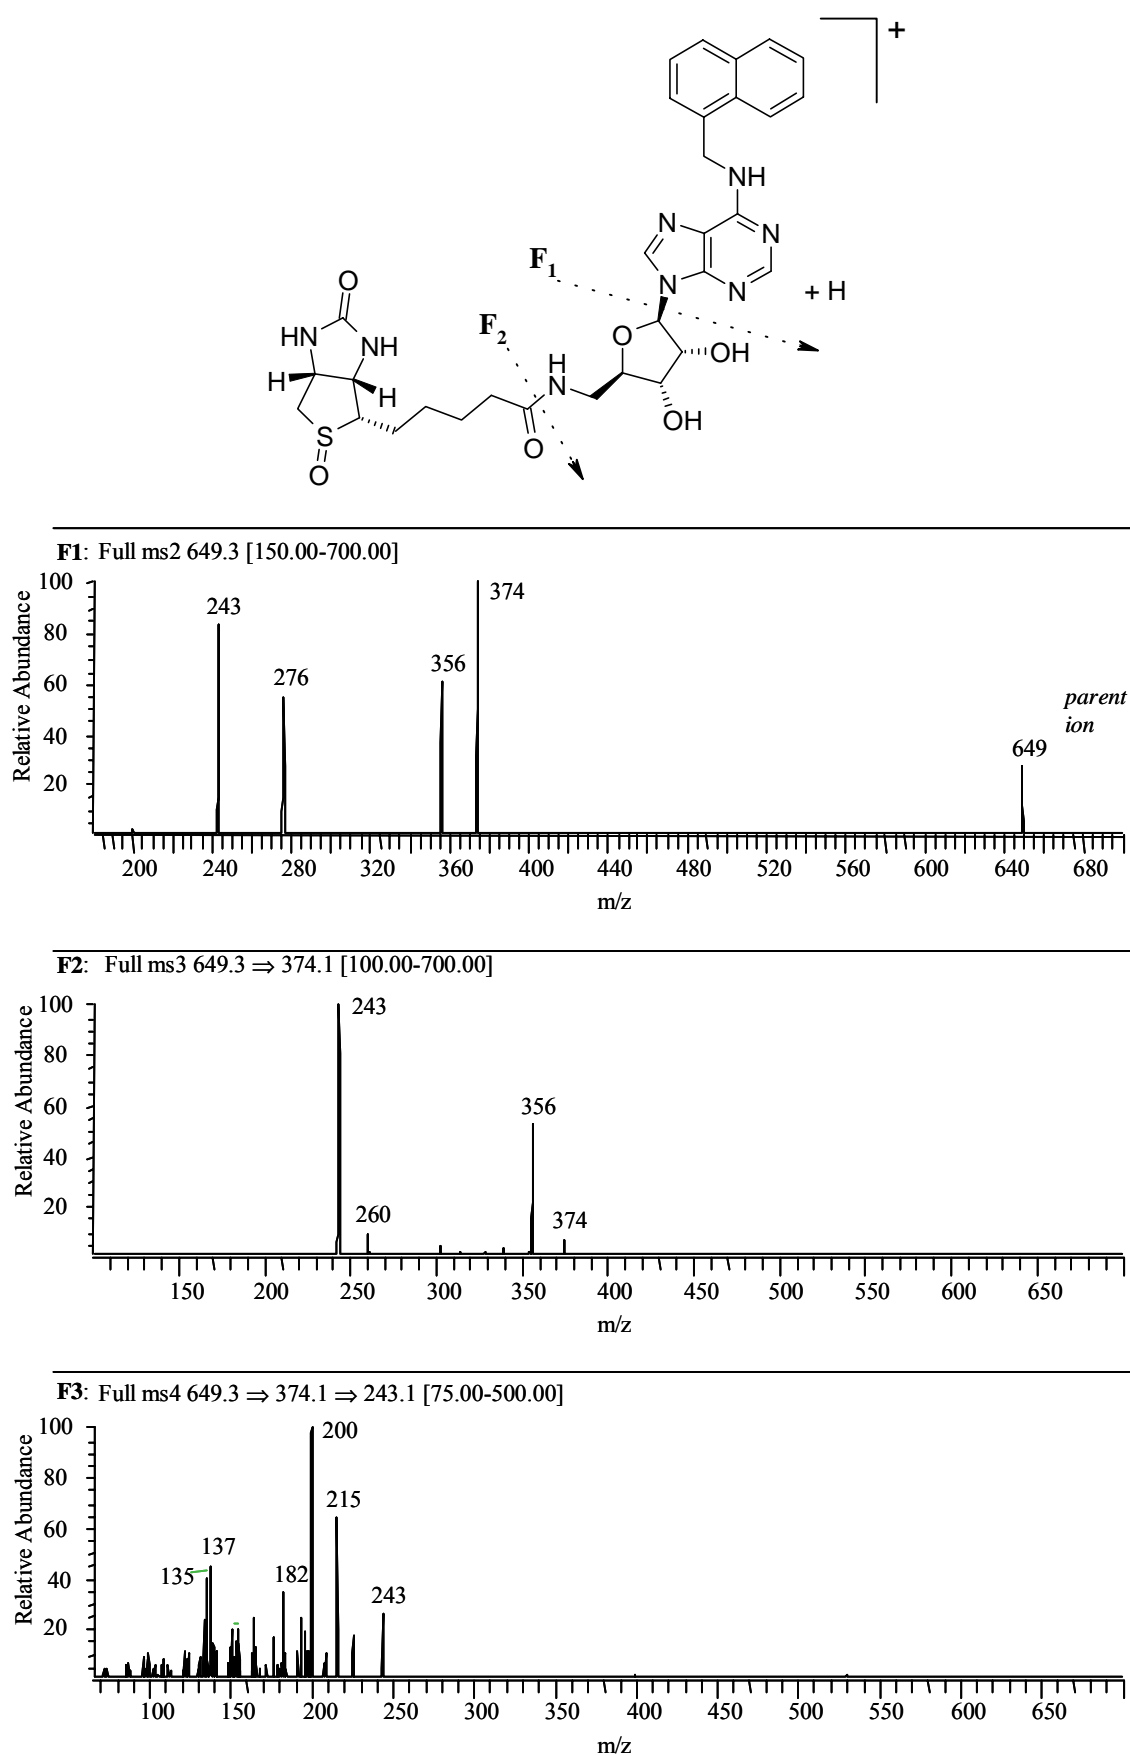 +
NH
N
N
N
N
F1
+ H
O
O
F2
HN
NH
OH
H
N
H
H
OH
S
O
O
F1: Full ms2 649.3 [150.00-700.00]
Relative Abundance
100
80
60
40
20
243
276
356
374
649
parent
ion
200 240 280 320 360 400 440 480 520 560 600 640 680
m/z
F2: Full ms3 649.3 ⇒ 374.1 [100.00-700.00]
Relative Abundance
100
80
60
40
20
243
260
356
374
150 200 250 300 350 400 450 500 550 600 650
m/z
F3: Full ms4 649.3 ⇒ 374.1 ⇒ 243.1 [75.00-500.00]
Relative Abundance
100
80
60
40
20
135
137
182
200
215
243
100 150 200 250 300 350 400 450 500 550 600 650
m/z